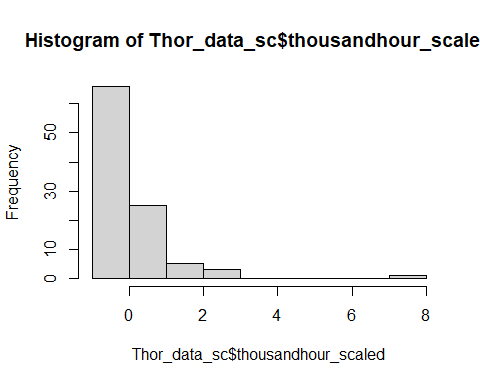 Histogram of Thor_data_sc$thousandhour_scale
Frequency
50
30
10
0
0 2 4 6 8
Thor_data_sc$thousandhour_scaled